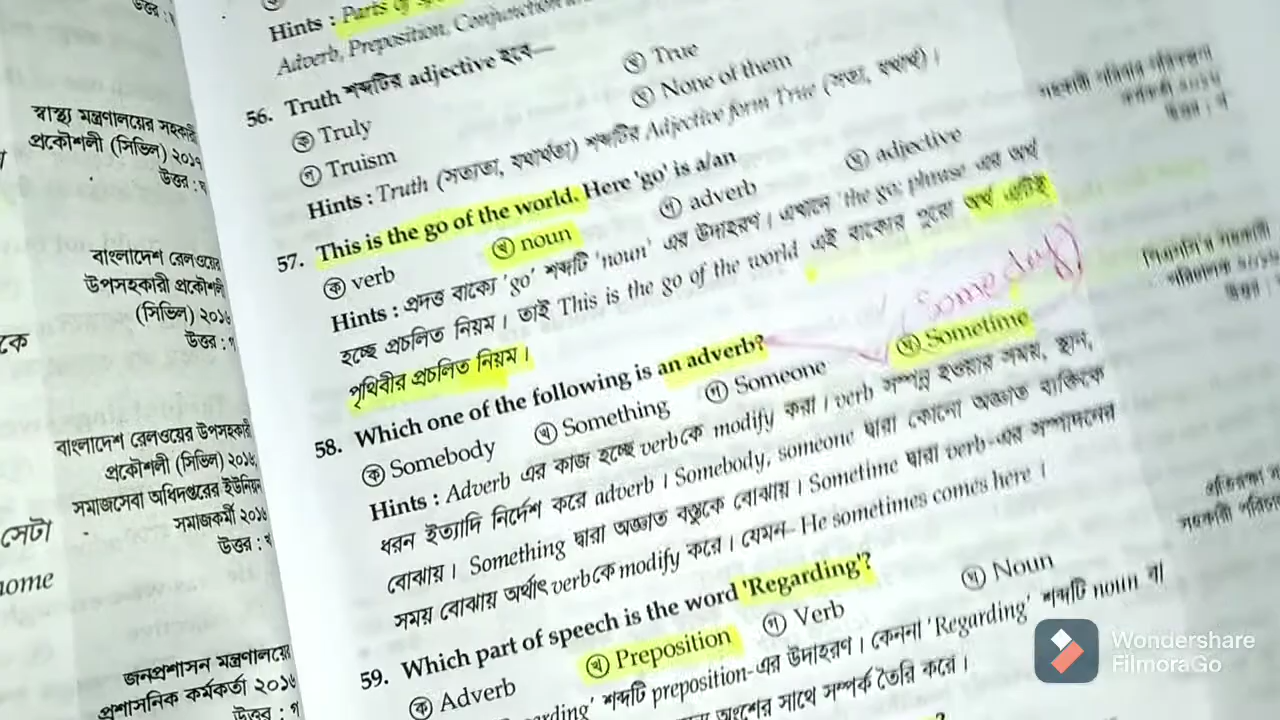 উত্তর :
স্বাস্থ্য মন্ত্রণালয়ের সহকারী
প্রকৌশলী (সিভিল) ২০১৭
উত্তর : খ
বাংলাদেশ রেলওয়ের
উপসহকারী প্রকৌশলী
(সিভিল) ২০১৬
উত্তর : গ
কে
বাংলাদেশ রেলওয়ের উপসহকারী
প্রকৌশলী (সিভিল) ২০১৬,
সমাজসেবা অধিদপ্তরের ইউনিয়ন
সমাজকর্মী ২০১৬
উত্তর : খ
সেটা
জনপ্রশাসন মন্ত্রণালয়ের
প্রশাসনিক কর্মকর্তা ২০১৬
উত্তর : গ
Hints : Parts of
Adverb, Preposition, Conjunction
56. Truth শব্দটির adjective হবে—
ⓚ Truly
ⓚ True
ⓖ Truism
ⓖ None of them
Hints : Truth (সত্যতা, যথার্থতা) শব্দটির Adjective form True (সত্য, যথার্থ)।
57. This is the go of the world. Here 'go' is a/an
(ক) verb (খ) noun (গ) adverb (ঘ) adjective
Hints : প্রদত্ত বাক্যে 'go' শব্দটি 'noun' এর উদাহরণ। এখানে 'the go; phrase এর অর্থ
হচ্ছে প্রচলিত নিয়ম। তাই This is the go of the world এই বাক্যের পুরো অর্থ এটিই
পৃথিবীর প্রচলিত নিয়ম।
(Some day)
58. Which one of the following is an adverb?
(ক) Somebody (খ) Something (গ) Someone (ঘ) Sometime
Hints : Adverb এর কাজ হচ্ছে verbকে modify করা। verb সম্পন্ন হওয়ার সময়, স্থান,
ধরন ইত্যাদি নির্দেশ করে adverb। Somebody, someone দ্বারা কোনো অজ্ঞাত ব্যক্তিকে
বোঝায়। Something দ্বারা অজ্ঞাত বস্তুকে বোঝায়। Sometime দ্বারা verb-এর সম্পাদনের
সময় বোঝায় অর্থাৎ verbকে modify করে। যেমন– He sometimes comes here।
59. Which part of speech is the word 'Regarding'?
(ক) Adverb (খ) Preposition (গ) Verb (ঘ) Noun
শব্দটি preposition-এর উদাহরণ। কেননা 'Regarding' শব্দটি noun বা
অংশের সাথে সম্পর্ক তৈরি করে।
Wondershare
FilmoraGo